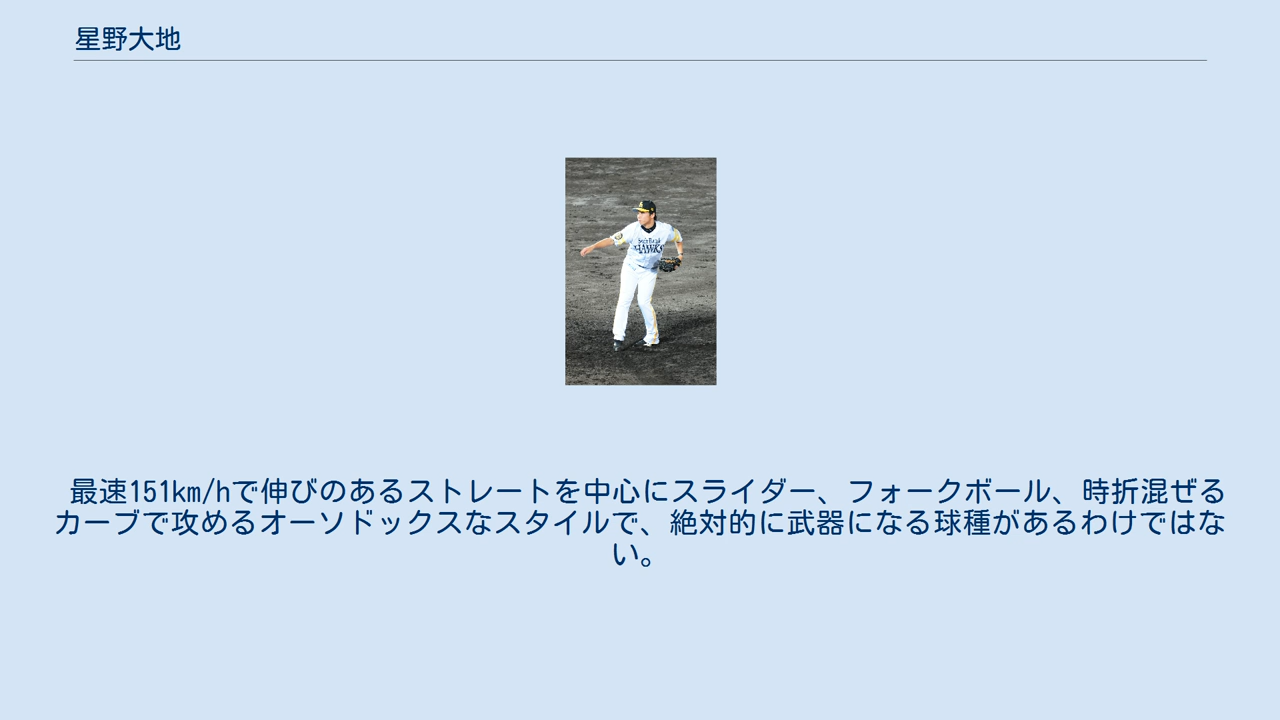 星野大地
最速151km/hで伸びのあるストレートを中心にスライダー、フォークボール、時折混ぜる
カーブで攻めるオーソドックスなスタイルで、絶対的に武器になる球種があるわけではな
い。